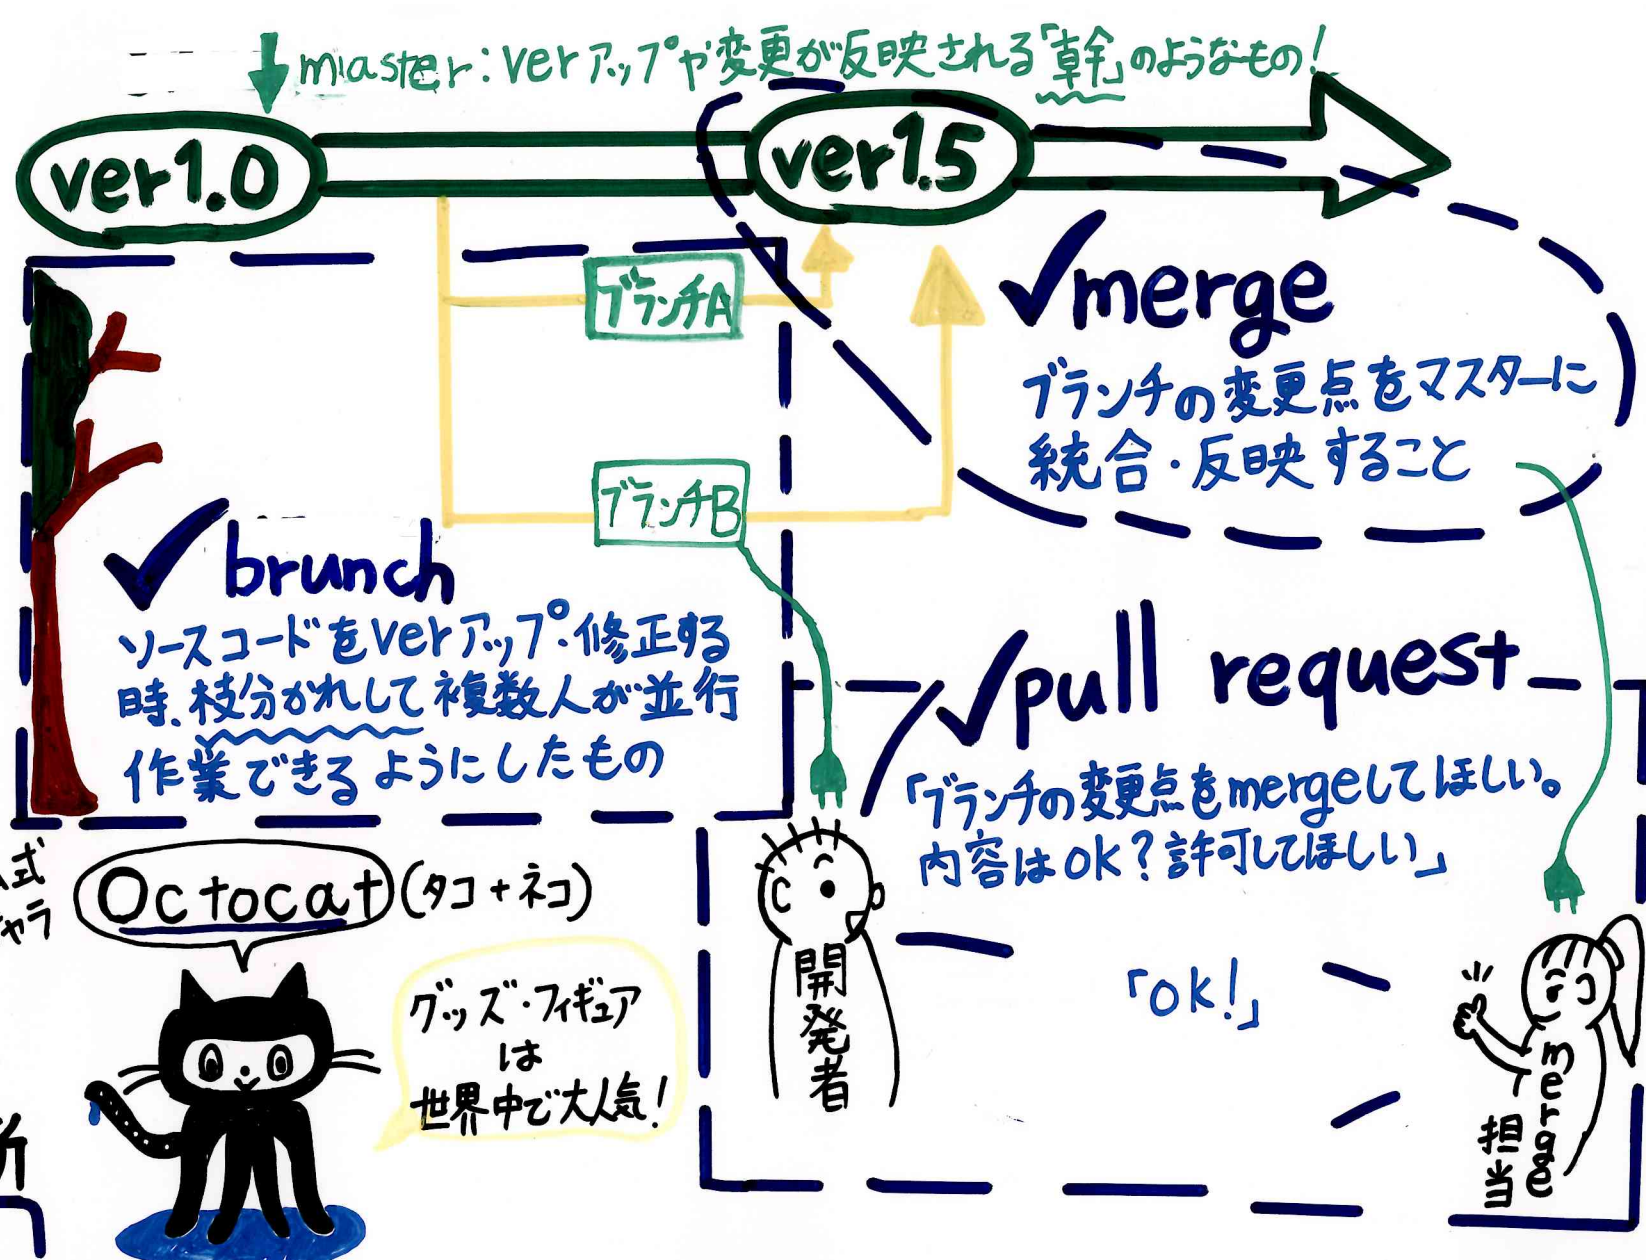 master:verアップや変更が反映される「幹」のようなもの!
ver1.0
ver1.5
ブランチA
ブランチB
✓merge
ブランチの変更点をマスターに
統合・反映すること
✓brunch
ソースコードをverアップ・修正する
時、枝分かれして複数人が並行
作業できるようにしたもの
✓pull request
「ブランチの変更点をmergeしてほしい。
内容はOK?許可してほしい」
「OK!」
開発者
merge
担当
式
ャラ
Octocat(タコ+ネコ)
グッズ・フィギュア
は
世界中で大人気!
所